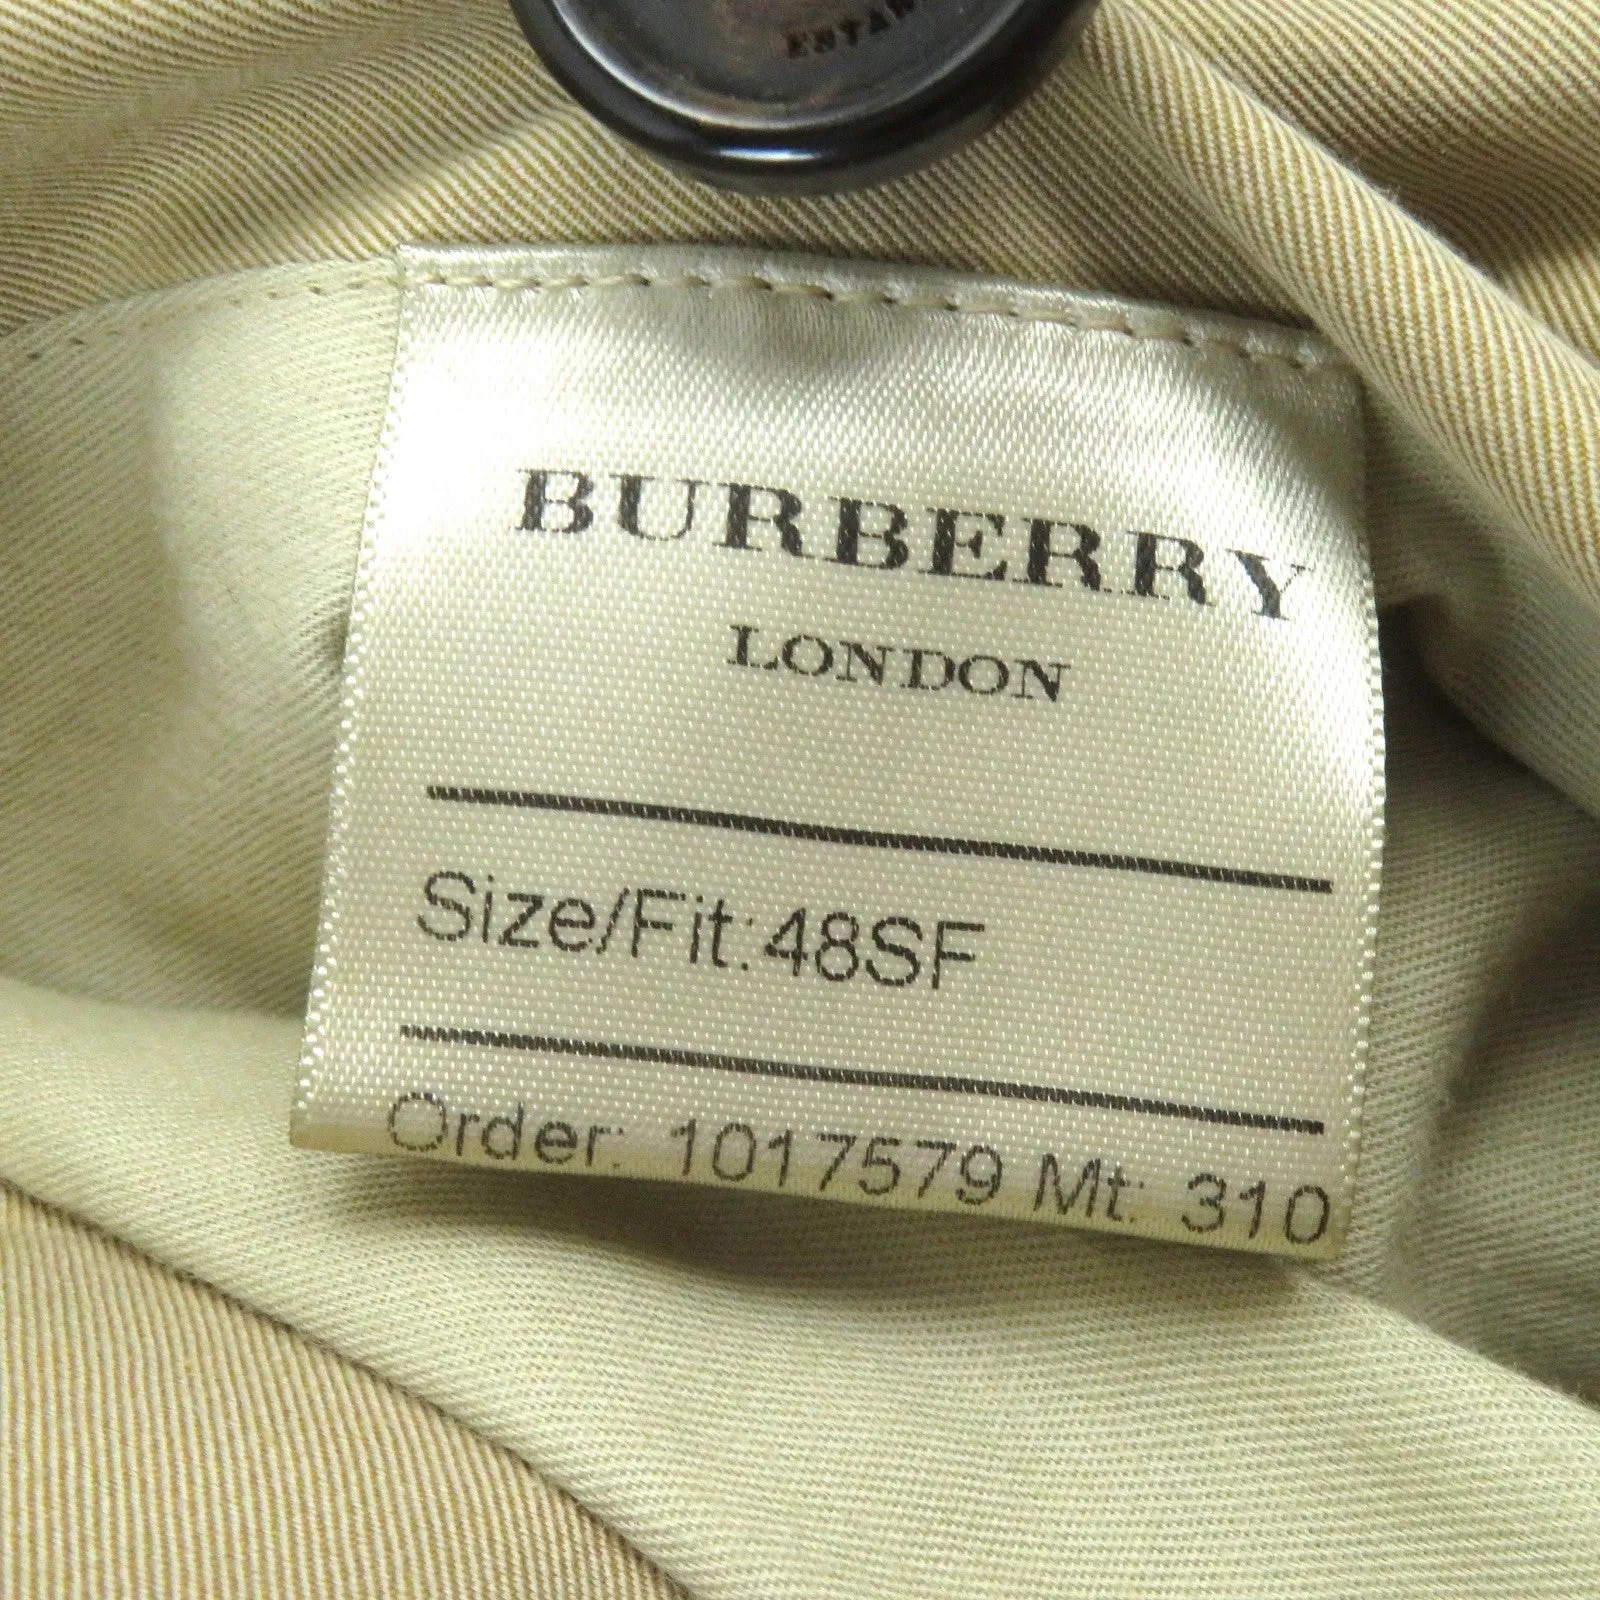 BURBERRY
LONDON
Size/Fit:48SF
Order: 1017579 Mt: 310